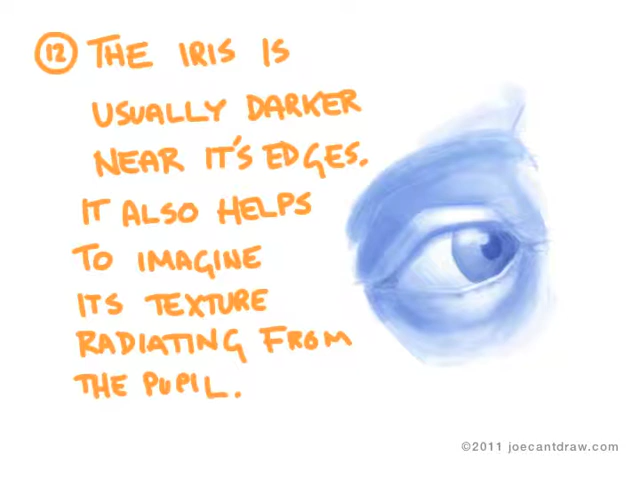 12 THE IRIS IS
USUALLY DARKER
NEAR IT'S EDGES.
IT ALSO HELPS
TO IMAGINE
ITS TEXTURE
RADIATING FROM
THE PUPIL.
©2011 joecantdraw.com